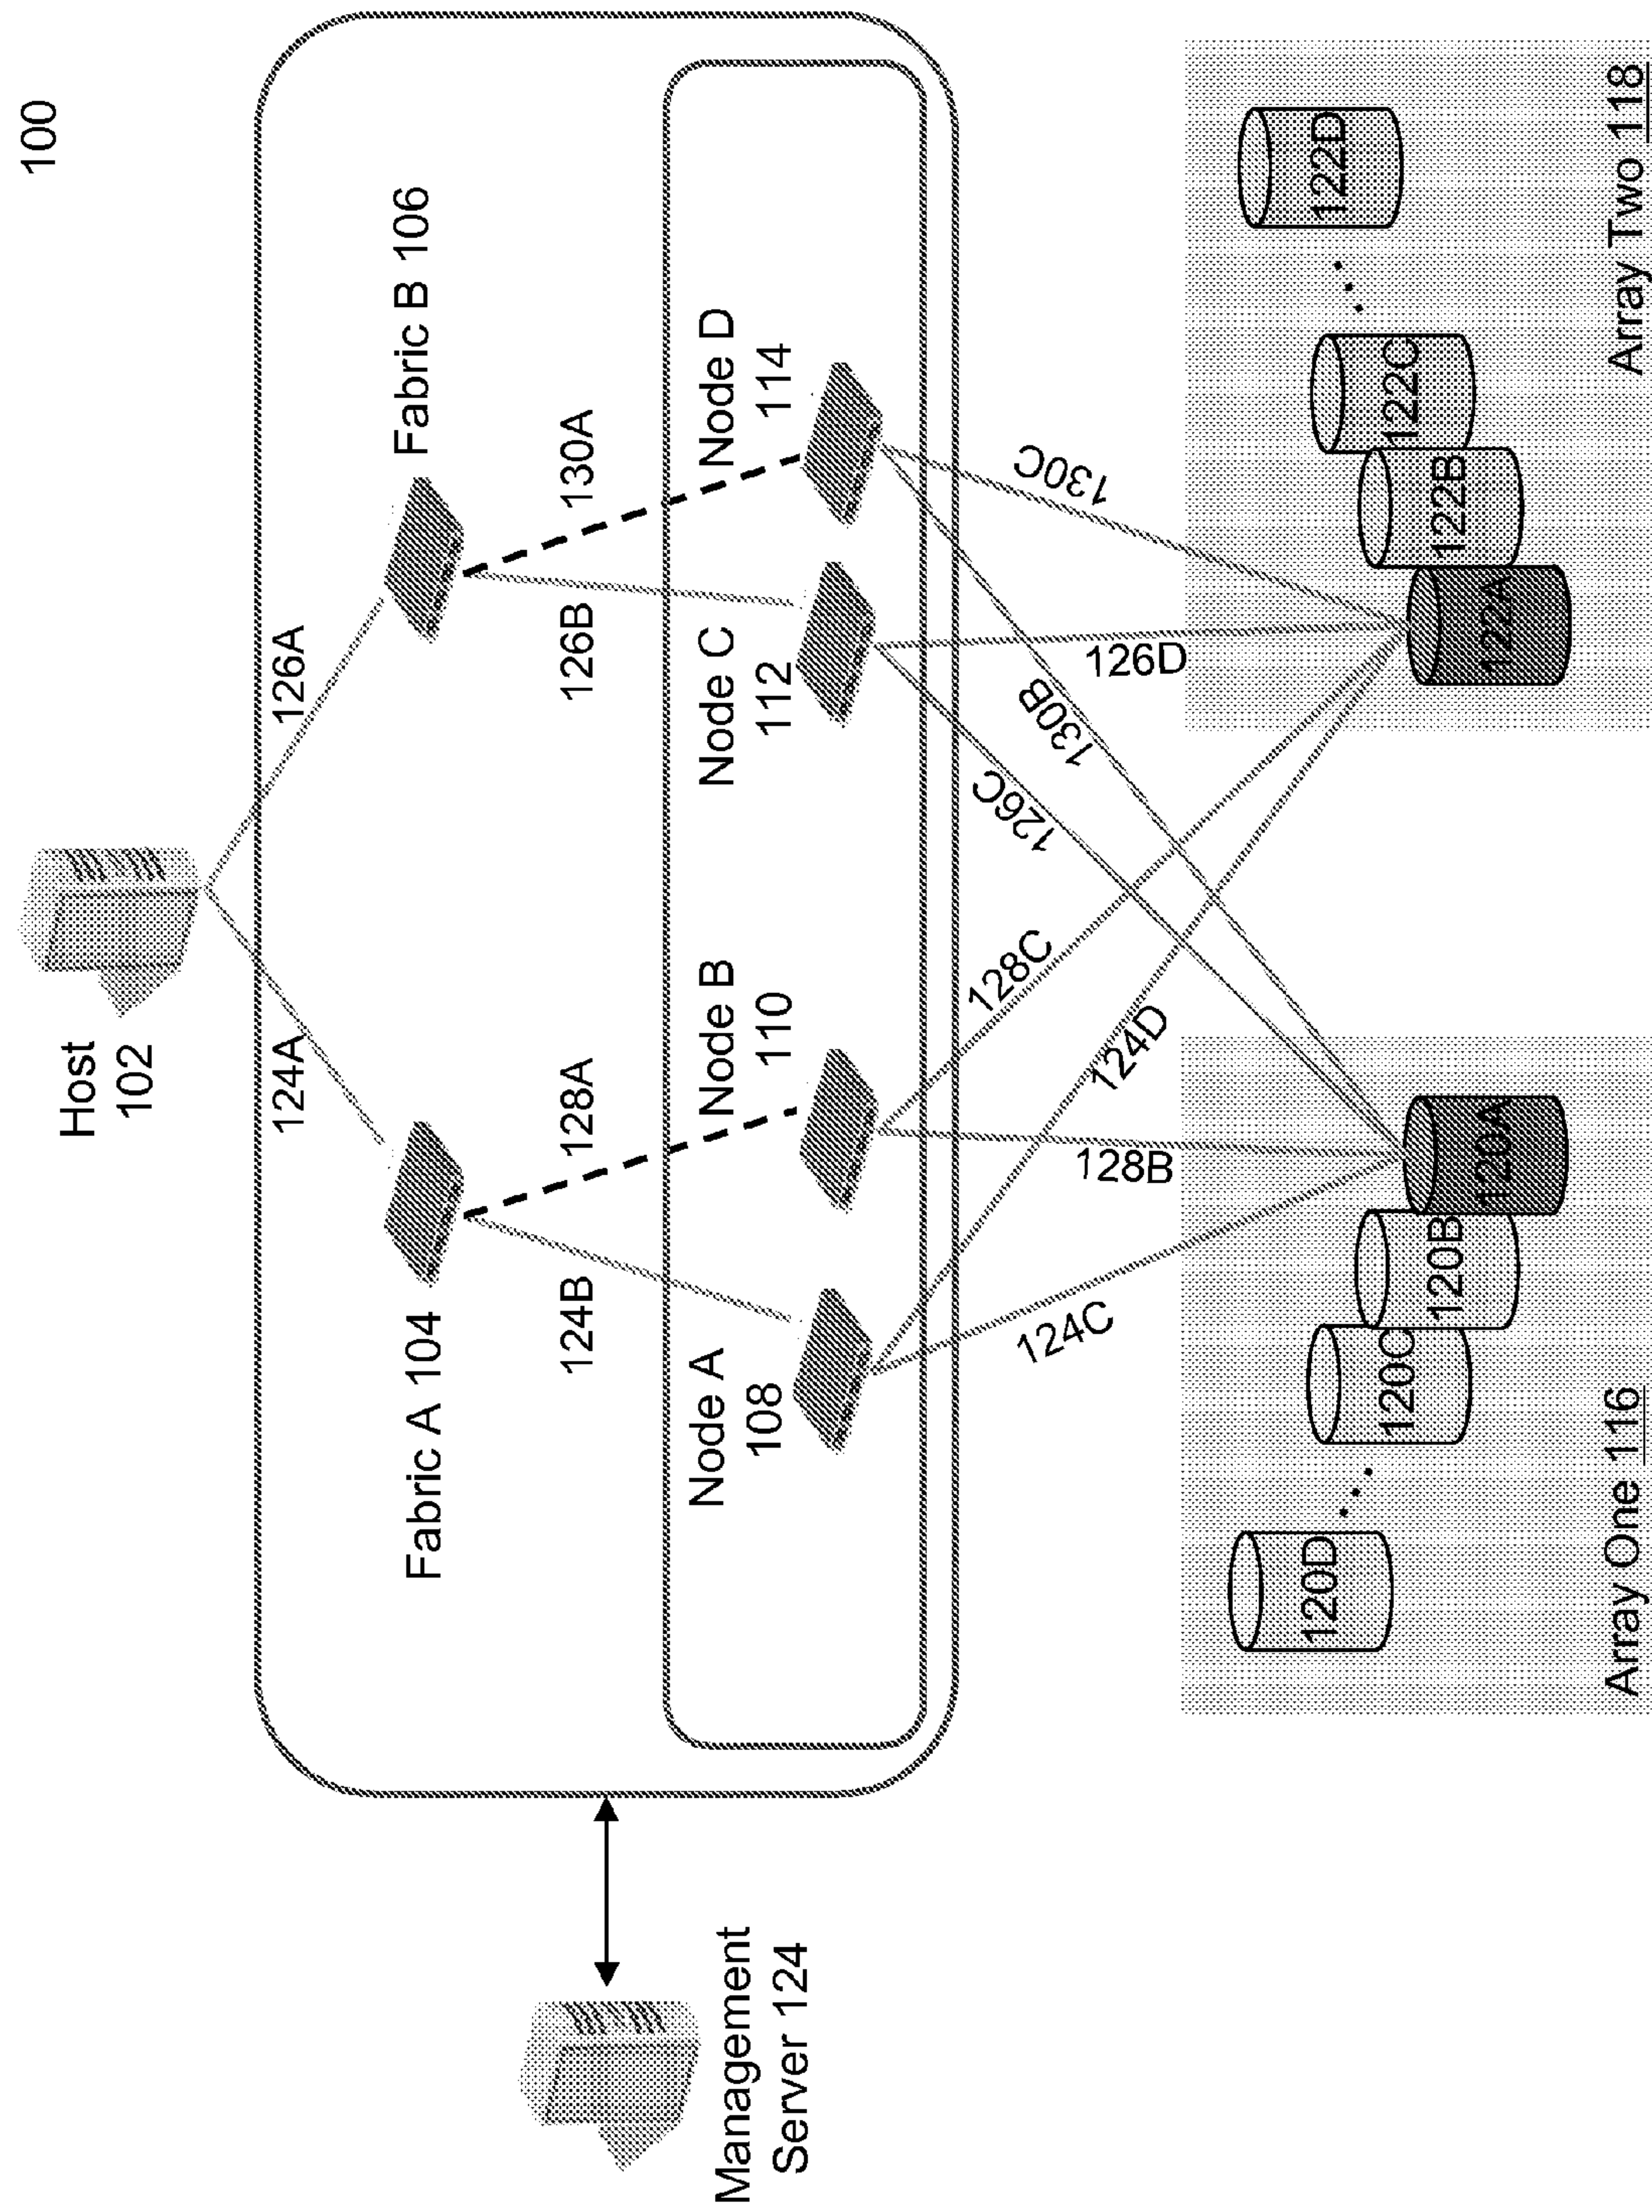 100
Host
102
124A
126A
Fabric A 104
Fabric B 106
124B
128A
126B
130A
Management
Server 124
Node A
108
Node B
110
Node C
112
Node D
114
124C
128B
124D
128C
126C
130B
126D
130C
120D
120C
120B
120A
122A
122B
122C
122D
Array One 116
Array Two 118